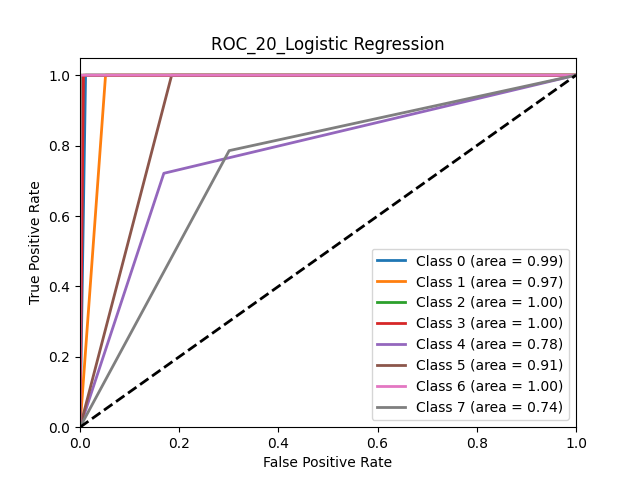 ROC_20_Logistic Regression
True Positive Rate
1.0
0.8
0.6
0.4
0.2
0.0
Class 0 (area = 0.99)
Class 1 (area = 0.97)
Class 2 (area = 1.00)
Class 3 (area = 1.00)
Class 4 (area = 0.78)
Class 5 (area = 0.91)
Class 6 (area = 1.00)
Class 7 (area = 0.74)
0.0 0.2 0.4 0.6 0.8 1.0
False Positive Rate